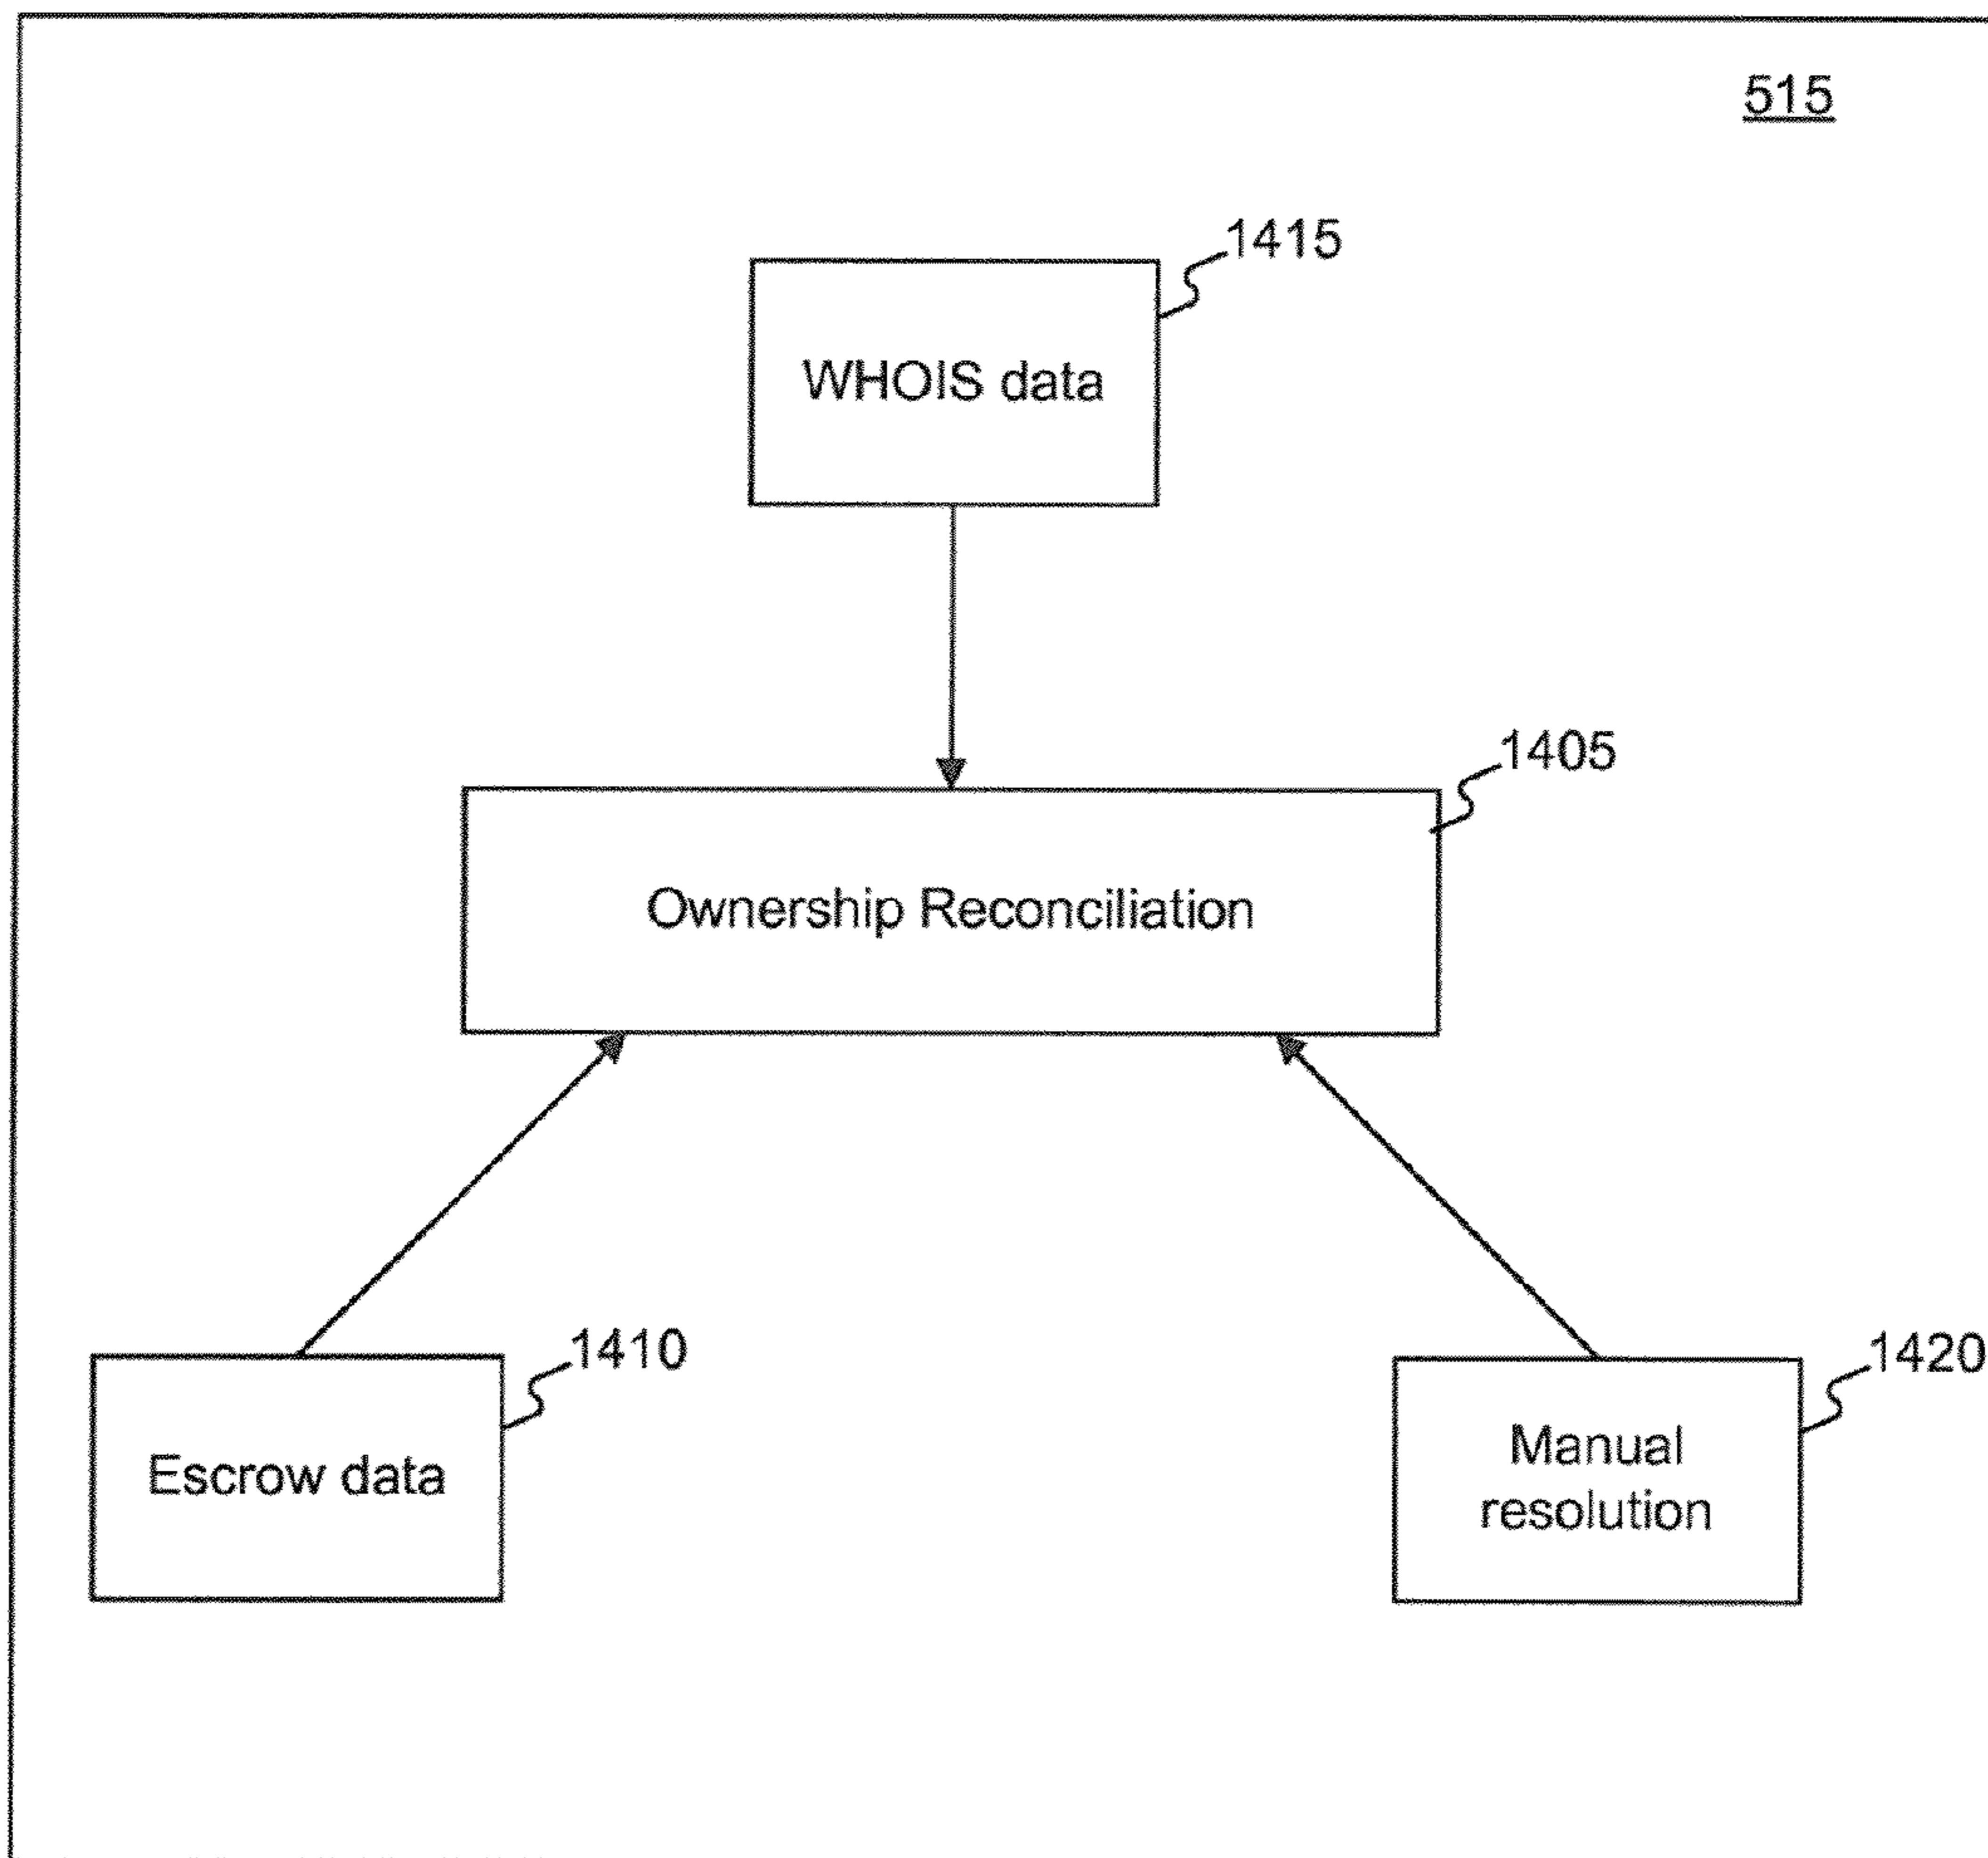 515
1415
WHOIS data
1405
Ownership Reconciliation
1410
Escrow data
1420
Manual
resolution